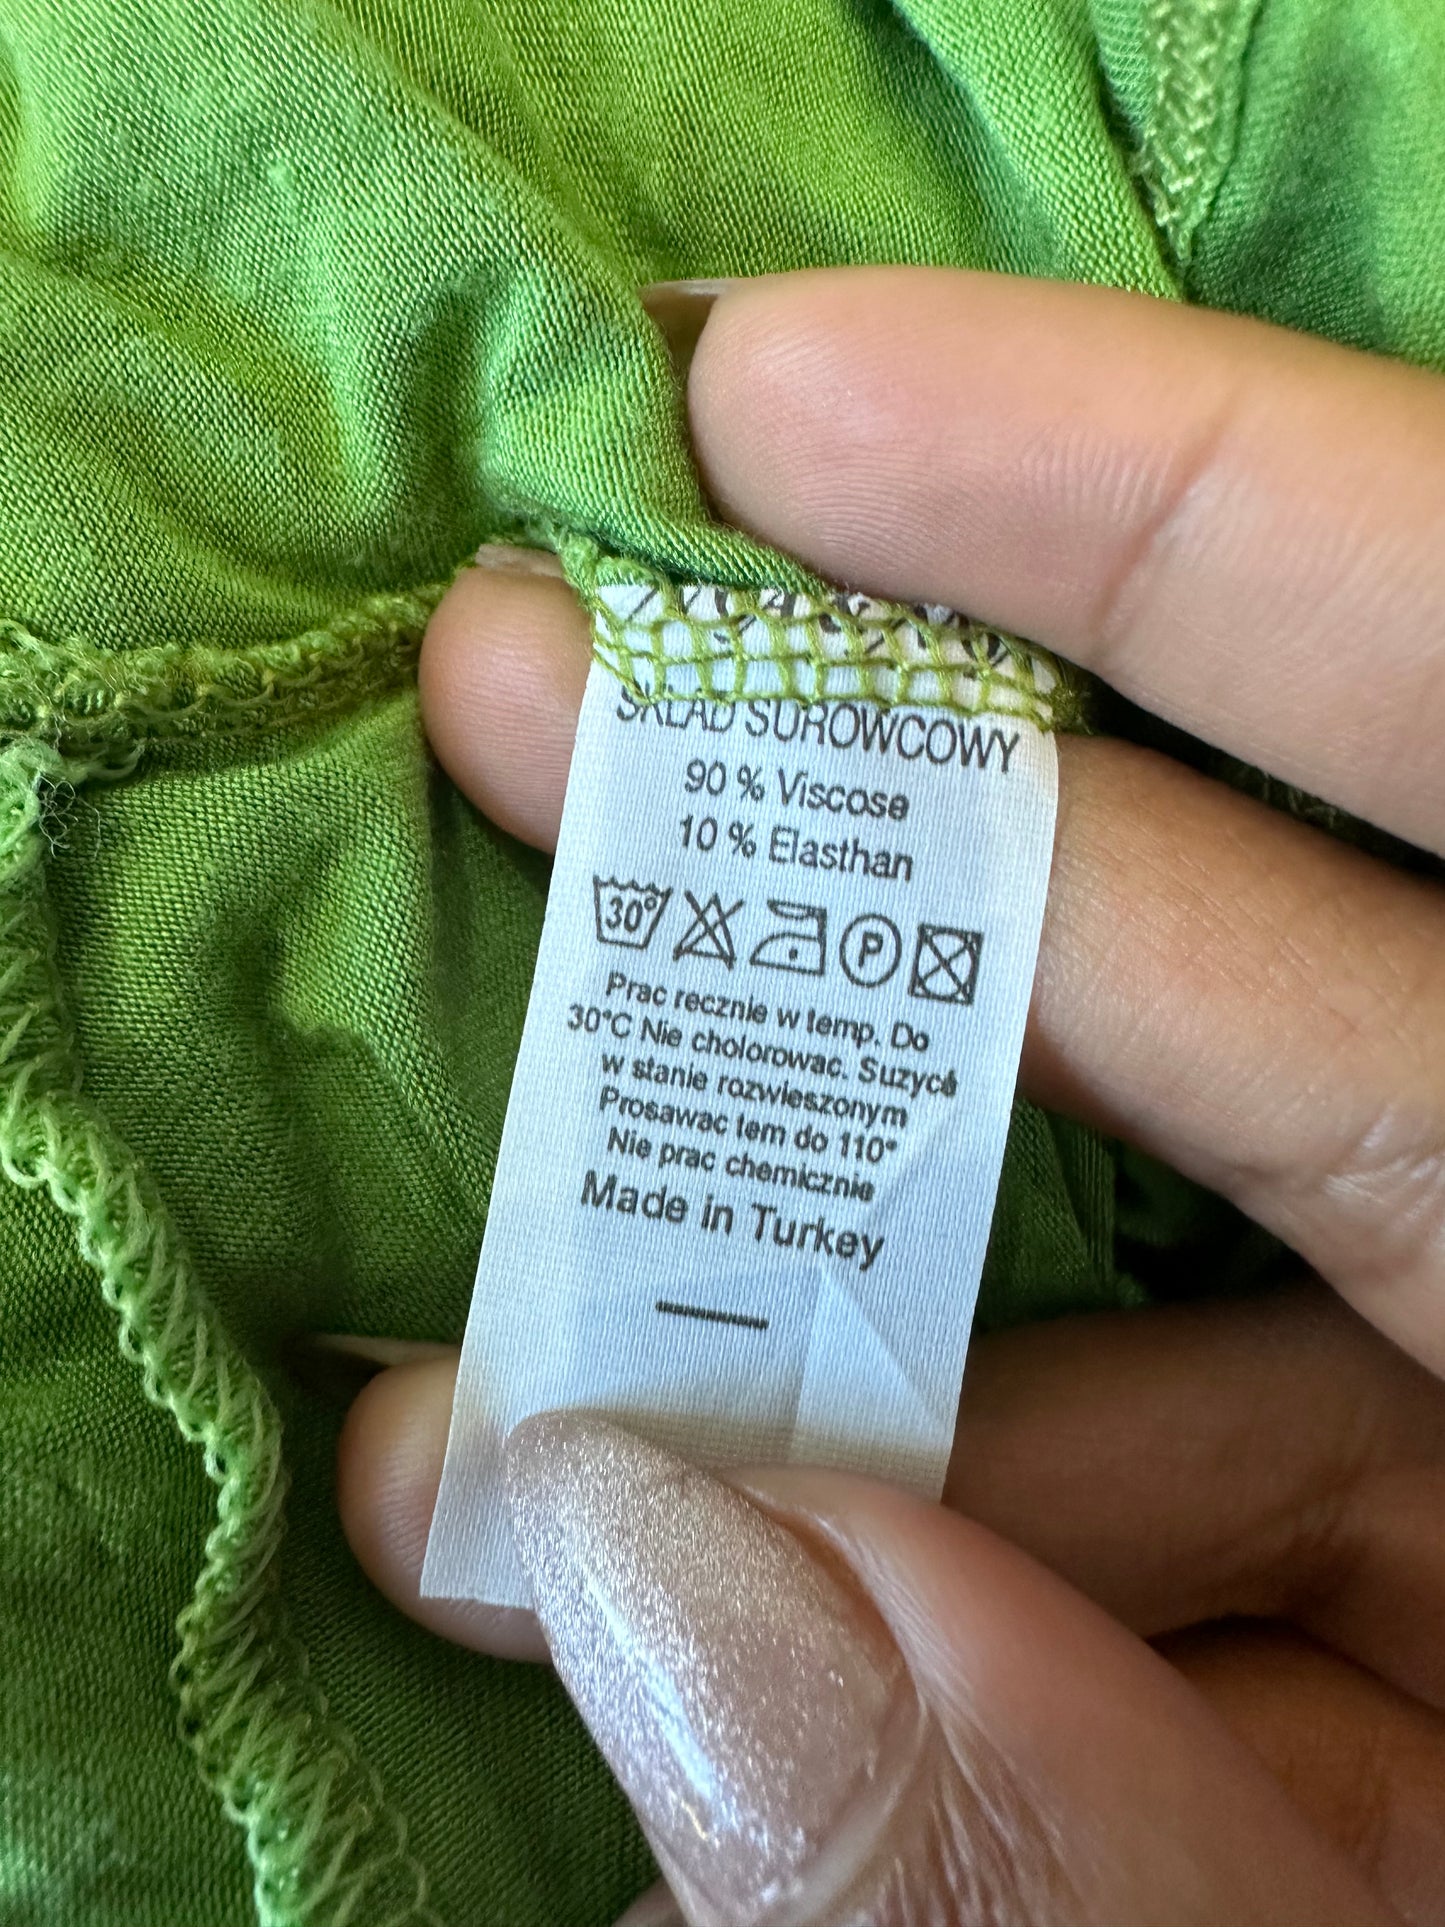 SKŁAD SUROWCOWY
90 % Viscose
10 % Elasthan
30°
P
Prac recznie w temp. Do
30°C Nie cholorowac. Suzycé
w stanie rozwieszonym
Prosawac tem do 110°
Nie prac chemicznie
Made in Turkey